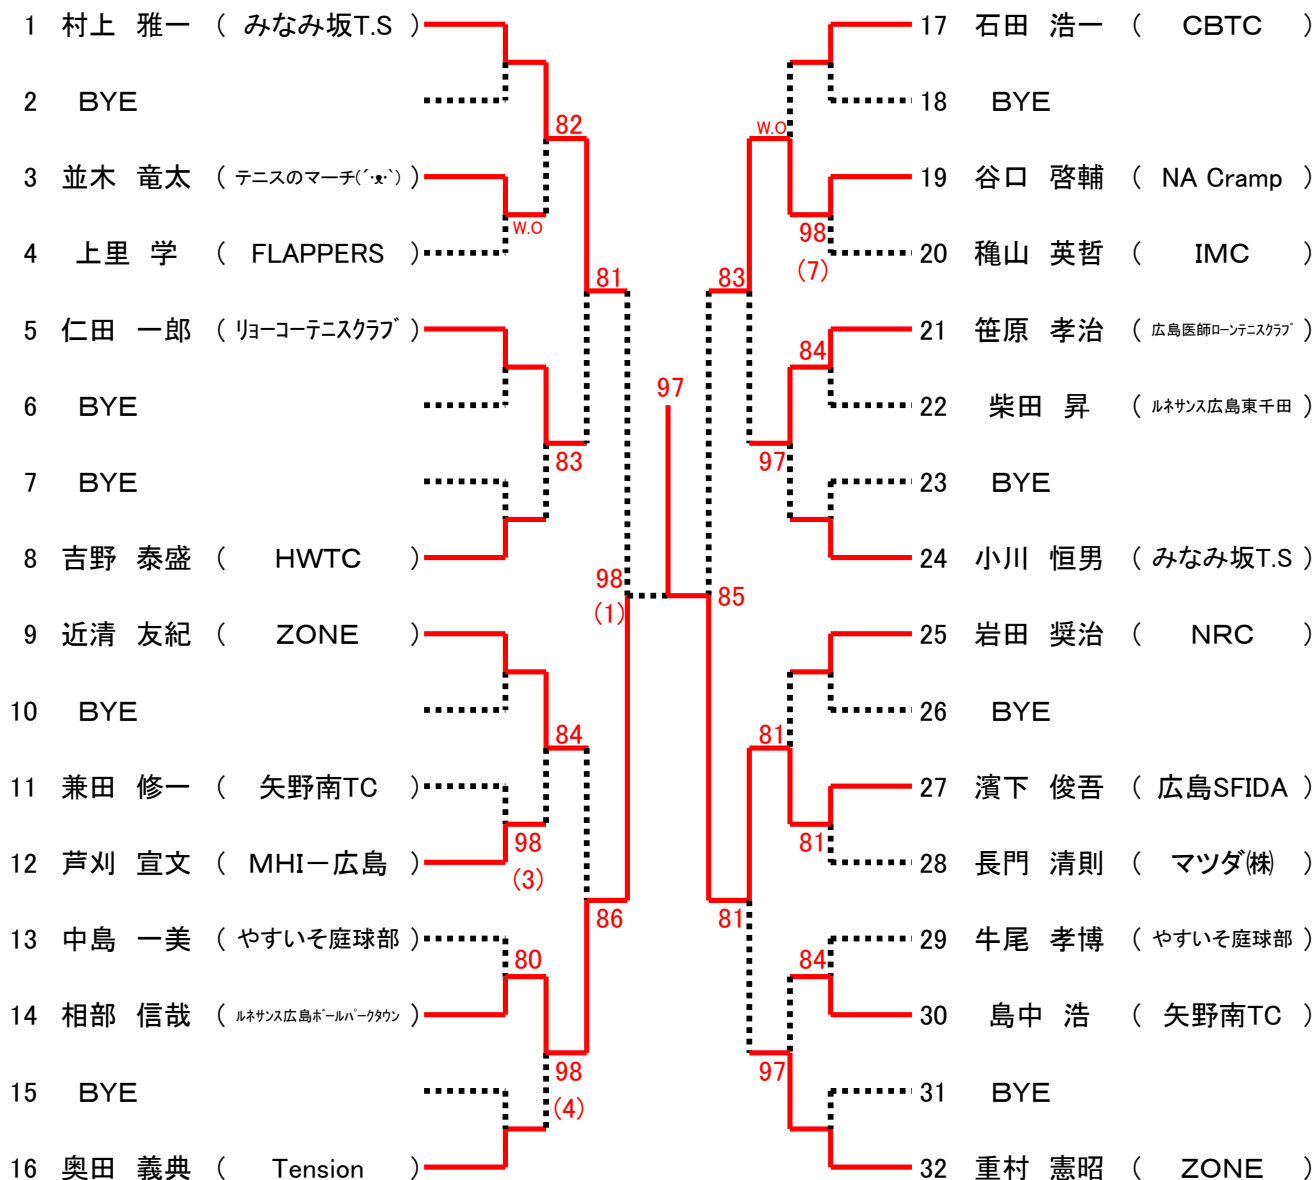 1 村上 雅一 ( みなみ坂T.S )
2 BYE
3 並木 竜太 ( テニスのマーチ(´･ｪ･`) )
4 上里 学 ( FLAPPERS )
5 仁田 一郎 ( リョーコーテニスクラブ )
6 BYE
7 BYE
8 吉野 泰盛 ( HWTC )
9 近清 友紀 ( ZONE )
10 BYE
11 兼田 修一 ( 矢野南TC )
12 芦刈 宣文 ( MHI－広島 )
13 中島 一美 ( やすいそ庭球部 )
14 相部 信哉 ( ルネサンス広島ボールパークタウン )
15 BYE
16 奥田 義典 ( Tension )
82
W.O
81
83
98
(1)
84
98
(3)
86
80
98
(4)
97
W.O
98
(7)
83
84
97
85
81
81
81
84
97
17 石田 浩一 ( CBTC )
18 BYE
19 谷口 啓輔 ( NA Cramp )
20 穐山 英哲 ( IMC )
21 笹原 孝治 ( 広島医師ローンテニスクラブ )
22 柴田 昇 ( ルネサンス広島東千田 )
23 BYE
24 小川 恒男 ( みなみ坂T.S )
25 岩田 奨治 ( NRC )
26 BYE
27 濱下 俊吾 ( 広島SFIDA )
28 長門 清則 ( マツダ㈱ )
29 牛尾 孝博 ( やすいそ庭球部 )
30 島中 浩 ( 矢野南TC )
31 BYE
32 重村 憲昭 ( ZONE )